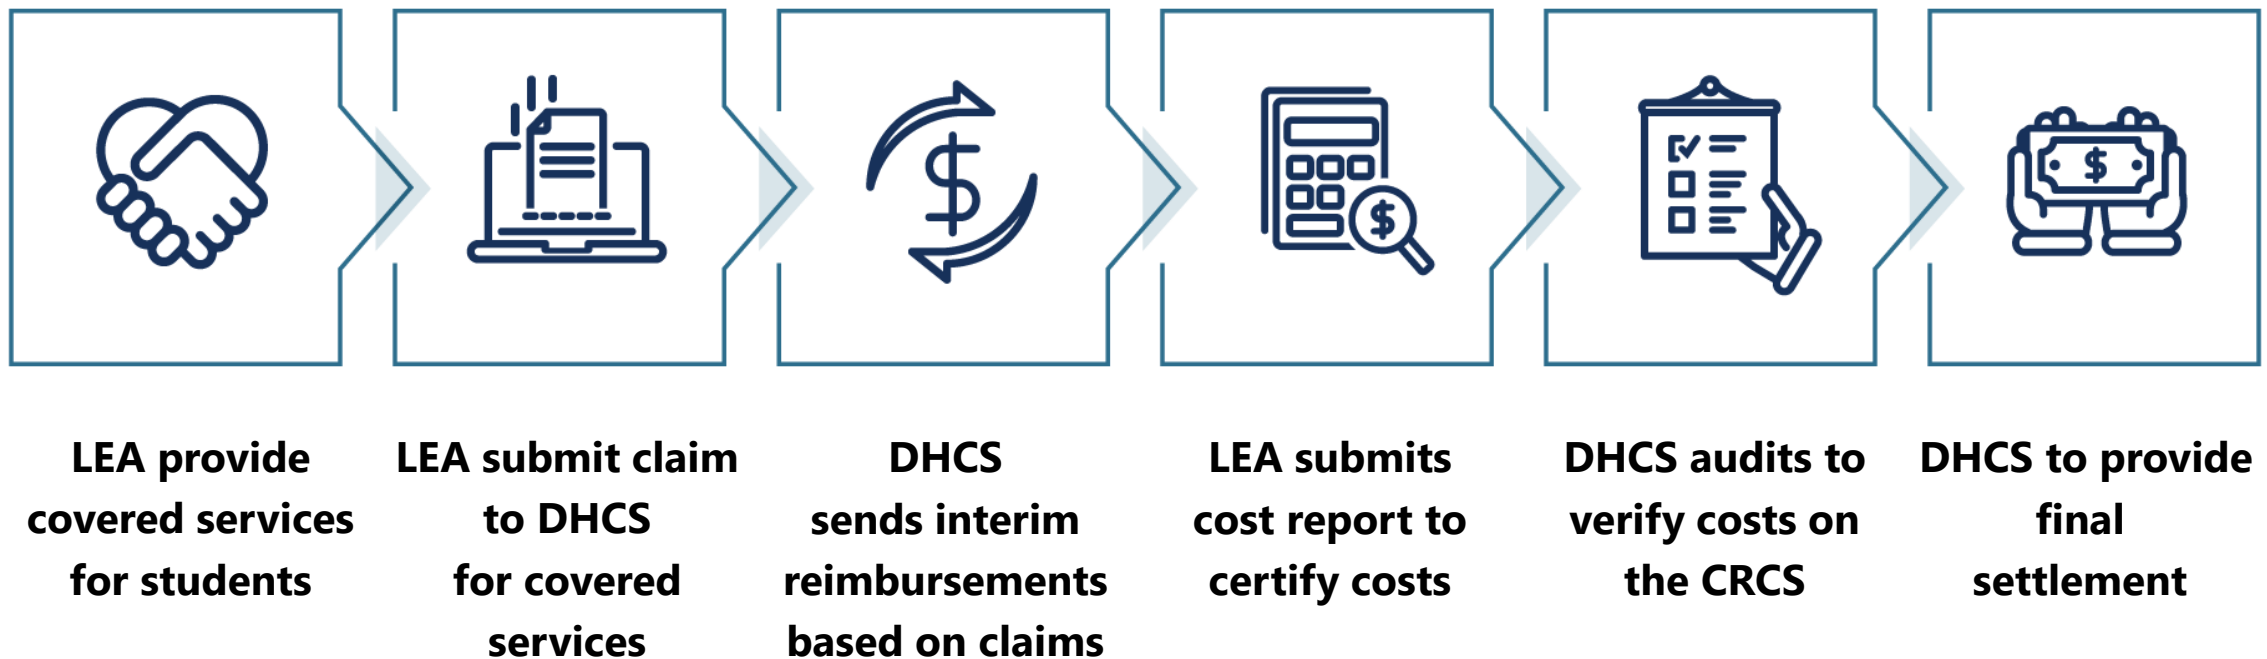 LEA provide
covered services
for students
LEA submit claim
to DHCS
for covered
services
DHCS
sends interim
reimbursements
based on claims
LEA submits
cost report to
certify costs
DHCS audits to
verify costs on
the CRCS
DHCS to provide
final
settlement